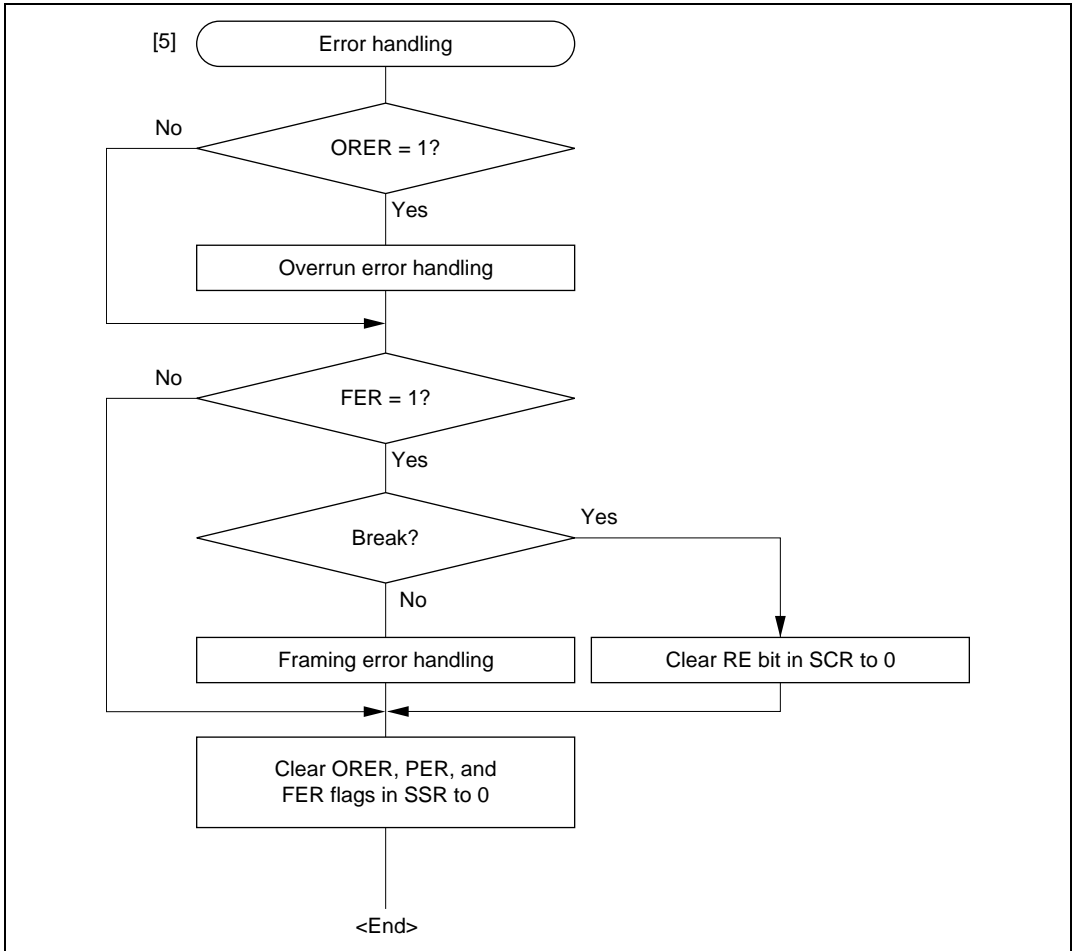 [5] Error handling
No
ORER = 1?
Yes
Overrun error handling
No
FER = 1?
Yes
Yes
Break?
No
Framing error handling
Clear RE bit in SCR to 0
Clear ORER, PER, and
FER flags in SSR to 0
<End>